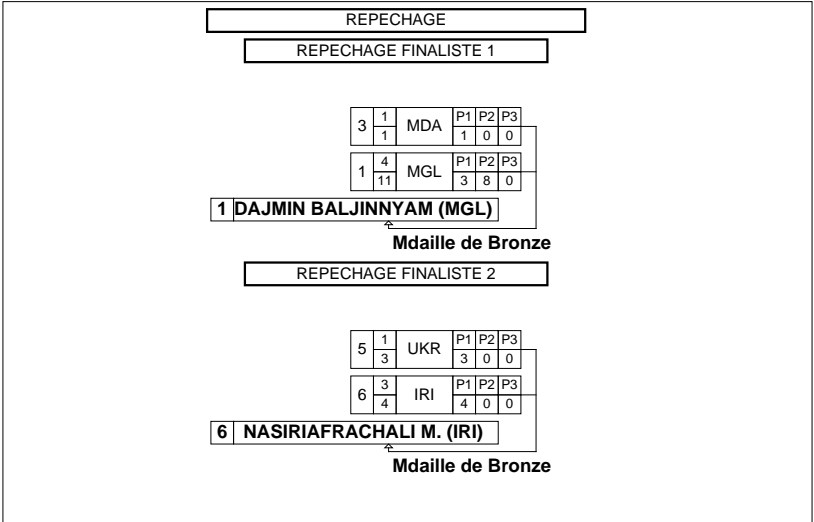 REPECHAGE
REPECHAGE FINALISTE 1
3 1 MDA P1 P2 P3
1 1 0 0
1 4 MGL P1 P2 P3
11 3 8 0
1 DAJMIN BALJINNYAM (MGL)
Mdaille de Bronze
REPECHAGE FINALISTE 2
5 1 UKR P1 P2 P3
3 3 0 0
6 3 IRI P1 P2 P3
4 4 0 0
6 NASIRIAFRACHALI M. (IRI)
Mdaille de Bronze